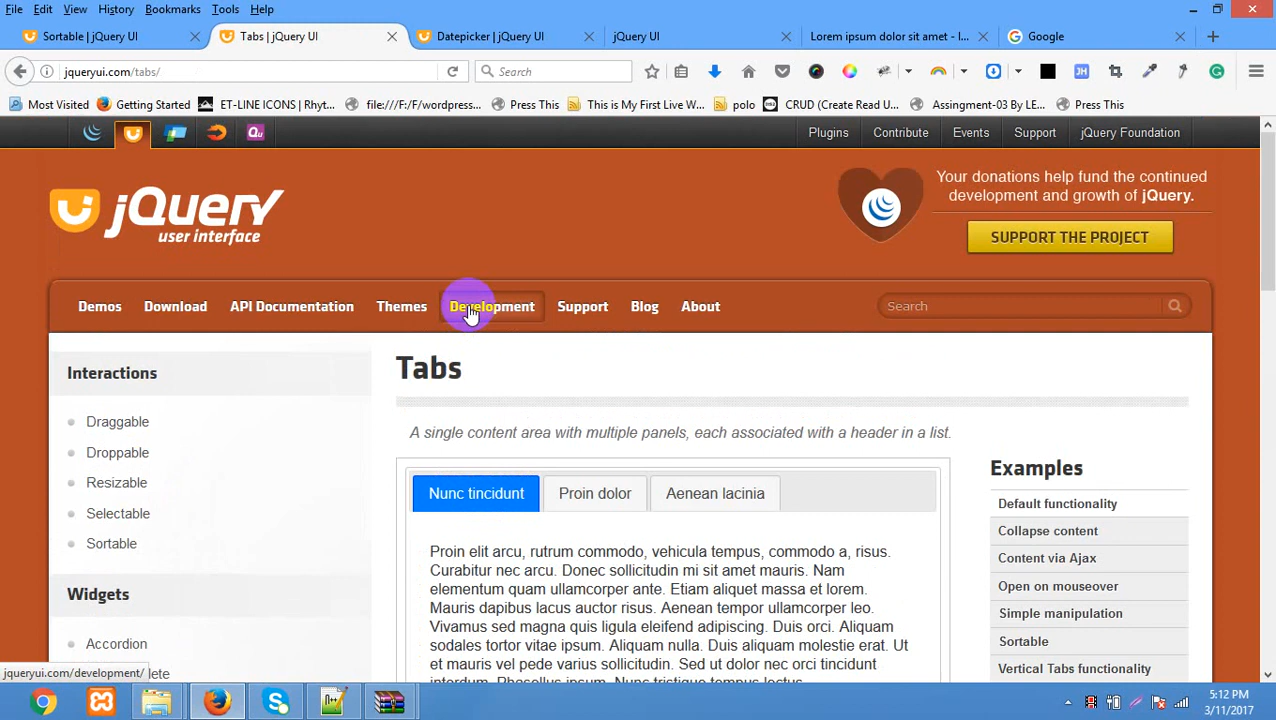 File Edit View History Bookmarks Tools Help
Sortable | jQuery UI
Tabs | jQuery UI
Datepicker | jQuery UI
jQuery UI
Lorem ipsum dolor sit amet - l...
Google
jqueryui.com/tabs/
Search
JH
Most Visited
Getting Started
ET-LINE ICONS | Rhyt...
file:///F:/F/wordpress...
Press This
This is My First Live W...
polo
CRUD (Create Read U...
Assingment-03 By LE...
Press This
Qu
Plugins Contribute Events Support jQuery Foundation
jQuery
user interface
Your donations help fund the continued
development and growth of jQuery.
SUPPORT THE PROJECT
Demos Download API Documentation Themes Development Support Blog About
Search
Interactions
Draggable
Droppable
Resizable
Selectable
Sortable
Widgets
Accordion
lete
Tabs
A single content area with multiple panels, each associated with a header in a list.
Nunc tincidunt Proin dolor Aenean lacinia
Proin elit arcu, rutrum commodo, vehicula tempus, commodo a, risus.
Curabitur nec arcu. Donec sollicitudin mi sit amet mauris. Nam
elementum quam ullamcorper ante. Etiam aliquet massa et lorem.
Mauris dapibus lacus auctor risus. Aenean tempor ullamcorper leo.
Vivamus sed magna quis ligula eleifend adipiscing. Duis orci. Aliquam
sodales tortor vitae ipsum. Aliquam nulla. Duis aliquam molestie erat. Ut
et mauris vel pede varius sollicitudin. Sed ut dolor nec orci tincidunt
interdum. Phasellus ipsum. Nunc tristique tempus lectus.
Examples
Default functionality
Collapse content
Content via Ajax
Open on mouseover
Simple manipulation
Sortable
Vertical Tabs functionality
jqueryui.com/development/
5:12 PM
3/11/2017